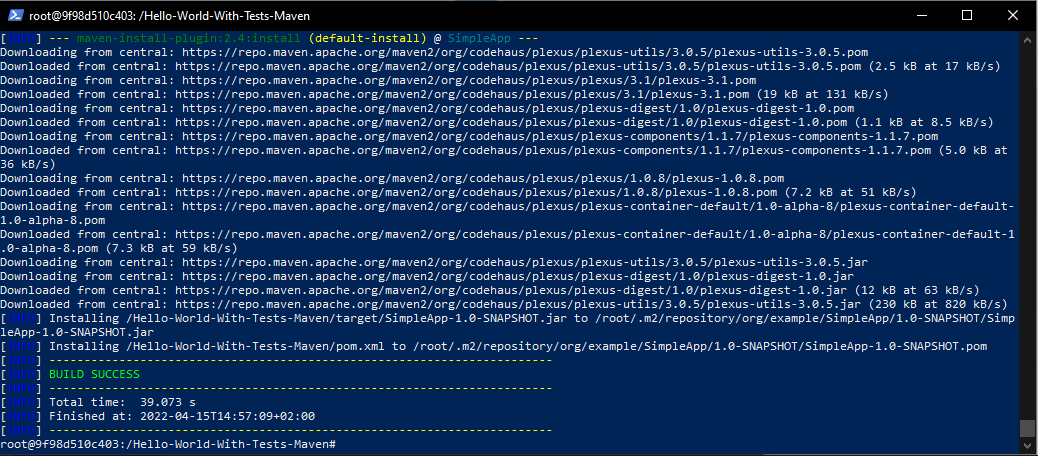 root@9f98d510c403: /Hello-World-With-Tests-Maven
[INFO] --- maven-install-plugin:2.4:install (default-install) @ SimpleApp ---
Downloading from central: https://repo.maven.apache.org/maven2/org/codehaus/plexus/plexus-utils/3.0.5/plexus-utils-3.0.5.pom
Downloaded from central: https://repo.maven.apache.org/maven2/org/codehaus/plexus/plexus-utils/3.0.5/plexus-utils-3.0.5.pom (2.5 kB at 17 kB/s)
Downloading from central: https://repo.maven.apache.org/maven2/org/codehaus/plexus/plexus/3.1/plexus-3.1.pom
Downloaded from central: https://repo.maven.apache.org/maven2/org/codehaus/plexus/plexus/3.1/plexus-3.1.pom (19 kB at 131 kB/s)
Downloading from central: https://repo.maven.apache.org/maven2/org/codehaus/plexus/plexus-digest/1.0/plexus-digest-1.0.pom
Downloaded from central: https://repo.maven.apache.org/maven2/org/codehaus/plexus/plexus-digest/1.0/plexus-digest-1.0.pom (1.1 kB at 8.5 kB/s)
Downloading from central: https://repo.maven.apache.org/maven2/org/codehaus/plexus/plexus-components/1.1.7/plexus-components-1.1.7.pom
Downloaded from central: https://repo.maven.apache.org/maven2/org/codehaus/plexus/plexus-components/1.1.7/plexus-components-1.1.7.pom (5.0 kB at
36 kB/s)
Downloading from central: https://repo.maven.apache.org/maven2/org/codehaus/plexus/plexus/1.0.8/plexus-1.0.8.pom
Downloaded from central: https://repo.maven.apache.org/maven2/org/codehaus/plexus/plexus/1.0.8/plexus-1.0.8.pom (7.2 kB at 51 kB/s)
Downloading from central: https://repo.maven.apache.org/maven2/org/codehaus/plexus/plexus-container-default/1.0-alpha-8/plexus-container-default-
1.0-alpha-8.pom
Downloaded from central: https://repo.maven.apache.org/maven2/org/codehaus/plexus/plexus-container-default/1.0-alpha-8/plexus-container-default-1
.0-alpha-8.pom (7.3 kB at 59 kB/s)
Downloading from central: https://repo.maven.apache.org/maven2/org/codehaus/plexus/plexus-utils/3.0.5/plexus-utils-3.0.5.jar
Downloading from central: https://repo.maven.apache.org/maven2/org/codehaus/plexus/plexus-digest/1.0/plexus-digest-1.0.jar
Downloaded from central: https://repo.maven.apache.org/maven2/org/codehaus/plexus/plexus-digest/1.0/plexus-digest-1.0.jar (12 kB at 63 kB/s)
Downloaded from central: https://repo.maven.apache.org/maven2/org/codehaus/plexus/plexus-utils/3.0.5/plexus-utils-3.0.5.jar (230 kB at 820 kB/s)
[INFO] Installing /Hello-World-With-Tests-Maven/target/SimpleApp-1.0-SNAPSHOT.jar to /root/.m2/repository/org/example/SimpleApp/1.0-SNAPSHOT/Simp
leApp-1.0-SNAPSHOT.jar
[INFO] Installing /Hello-World-With-Tests-Maven/pom.xml to /root/.m2/repository/org/example/SimpleApp/1.0-SNAPSHOT/SimpleApp-1.0-SNAPSHOT.pom
[INFO] ------------------------------------------------------------------------
[INFO] BUILD SUCCESS
[INFO] ------------------------------------------------------------------------
[INFO] Total time:  39.073 s
[INFO] Finished at: 2022-04-15T14:57:09+02:00
[INFO] ------------------------------------------------------------------------
root@9f98d510c403:/Hello-World-With-Tests-Maven#